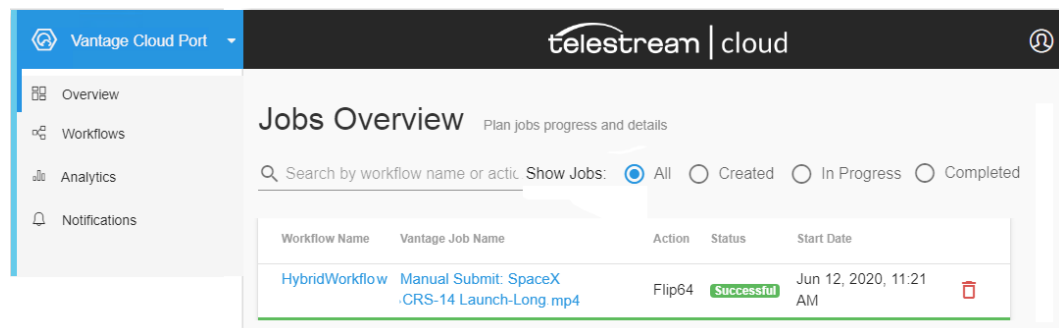 Vantage Cloud Port
telestream | cloud
Overview
Workflows
Analytics
Notifications
Jobs Overview Plan jobs progress and details
Search by workflow name or actic Show Jobs: All Created In Progress Completed
Workflow Name Vantage Job Name Action Status Start Date
HybridWorkflow Manual Submit: SpaceX Flip64 Successful Jun 12, 2020, 11:21
CRS-14 Launch-Long.mp4 AM